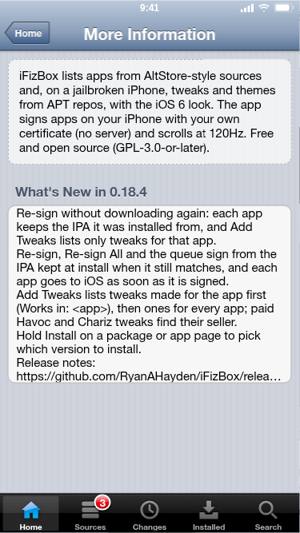 9:41
Home
More Information
iFizBox lists apps from AltStore-style sources
and, on a jailbroken iPhone, tweaks and themes
from APT repos, with the iOS 6 look. The app
signs apps on your iPhone with your own
certificate (no server) and scrolls at 120Hz. Free
and open source (GPL-3.0-or-later).
What's New in 0.18.4
Re-sign without downloading again: each app
keeps the IPA it was installed from, and Add
Tweaks lists only tweaks for that app.
Re-sign, Re-sign All and the queue sign from the
IPA kept at install when it still matches, and each
app goes to iOS as soon as it is signed.
Add Tweaks lists tweaks made for the app first
(Works in: <app>), then ones for every app; paid
Havoc and Chariz tweaks find their seller.
Hold Install on a package or app page to pick
which version to install.
Release notes:
https://github.com/RyanAHayden/iFizBox/relea…
3
Home
Sources
Changes
Installed
Search